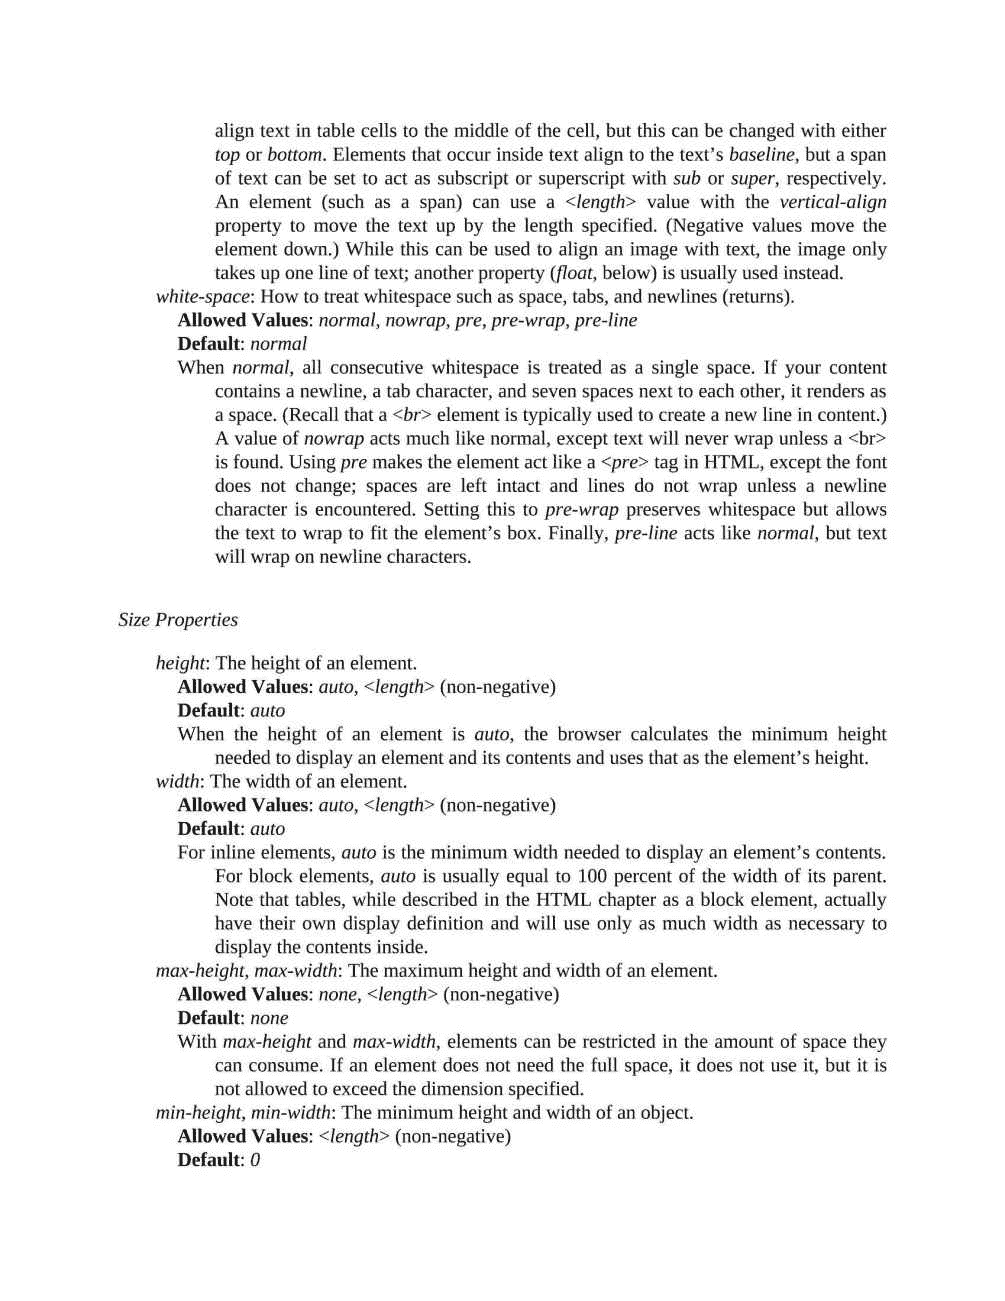 align text in table cells to the middle of the cell, but this can be changed with either
top or bottom. Elements that occur inside text align to the text’s baseline, but a span
of text can be set to act as subscript or superscript with sub or super, respectively.
An element (such as a span) can use a <length> value with the vertical-align
property to move the text up by the length specified. (Negative values move the
element down.) While this can be used to align an image with text, the image only
takes up one line of text; another property (float, below) is usually used instead.
white-space: How to treat whitespace such as space, tabs, and newlines (returns).
Allowed Values: normal, nowrap, pre, pre-wrap, pre-line
Default: normal
When normal, all consecutive whitespace is treated as a single space. If your content
contains a newline, a tab character, and seven spaces next to each other, it renders as
a space. (Recall that a <br> element is typically used to create a new line in content.)
A value of nowrap acts much like normal, except text will never wrap unless a <br>
is found. Using pre makes the element act like a <pre> tag in HTML, except the font
does not change; spaces are left intact and lines do not wrap unless a newline
character is encountered. Setting this to pre-wrap preserves whitespace but allows
the text to wrap to fit the element’s box. Finally, pre-line acts like normal, but text
will wrap on newline characters.
Size Properties
height: The height of an element.
Allowed Values: auto, <length> (non-negative)
Default: auto
When the height of an element is auto, the browser calculates the minimum height
needed to display an element and its contents and uses that as the element’s height.
width: The width of an element.
Allowed Values: auto, <length> (non-negative)
Default: auto
For inline elements, auto is the minimum width needed to display an element’s contents.
For block elements, auto is usually equal to 100 percent of the width of its parent.
Note that tables, while described in the HTML chapter as a block element, actually
have their own display definition and will use only as much width as necessary to
display the contents inside.
max-height, max-width: The maximum height and width of an element.
Allowed Values: none, <length> (non-negative)
Default: none
With max-height and max-width, elements can be restricted in the amount of space they
can consume. If an element does not need the full space, it does not use it, but it is
not allowed to exceed the dimension specified.
min-height, min-width: The minimum height and width of an object.
Allowed Values: <length> (non-negative)
Default: 0